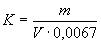 K = m / V · 0,0067